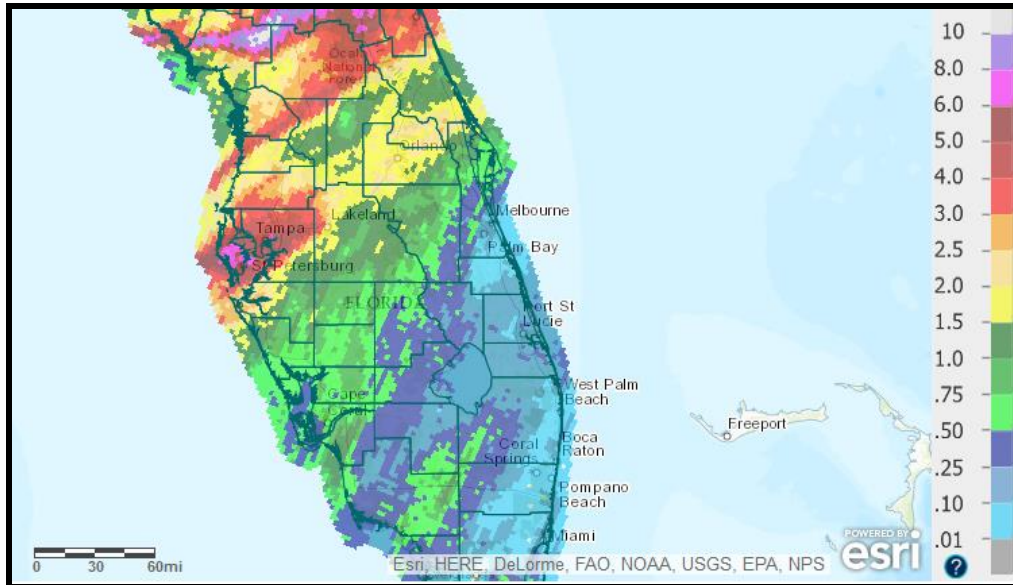 Ocala
National
Forest
Orlando
Melbourne
Lakeland
Tampa
Palm Bay
St Petersburg
FLORIDA
Port St
Lucie
West Palm
Beach
Cape
Coral
Freeport
Boca
Raton
Coral
Springs
Pompano
Beach
Miami
0 30 60mi
Esri, HERE, DeLorme, FAO, NOAA, USGS, EPA, NPS
POWERED BY
esri
10
8.0
6.0
5.0
4.0
3.0
2.5
2.0
1.5
1.0
.75
.50
.25
.10
.01
?